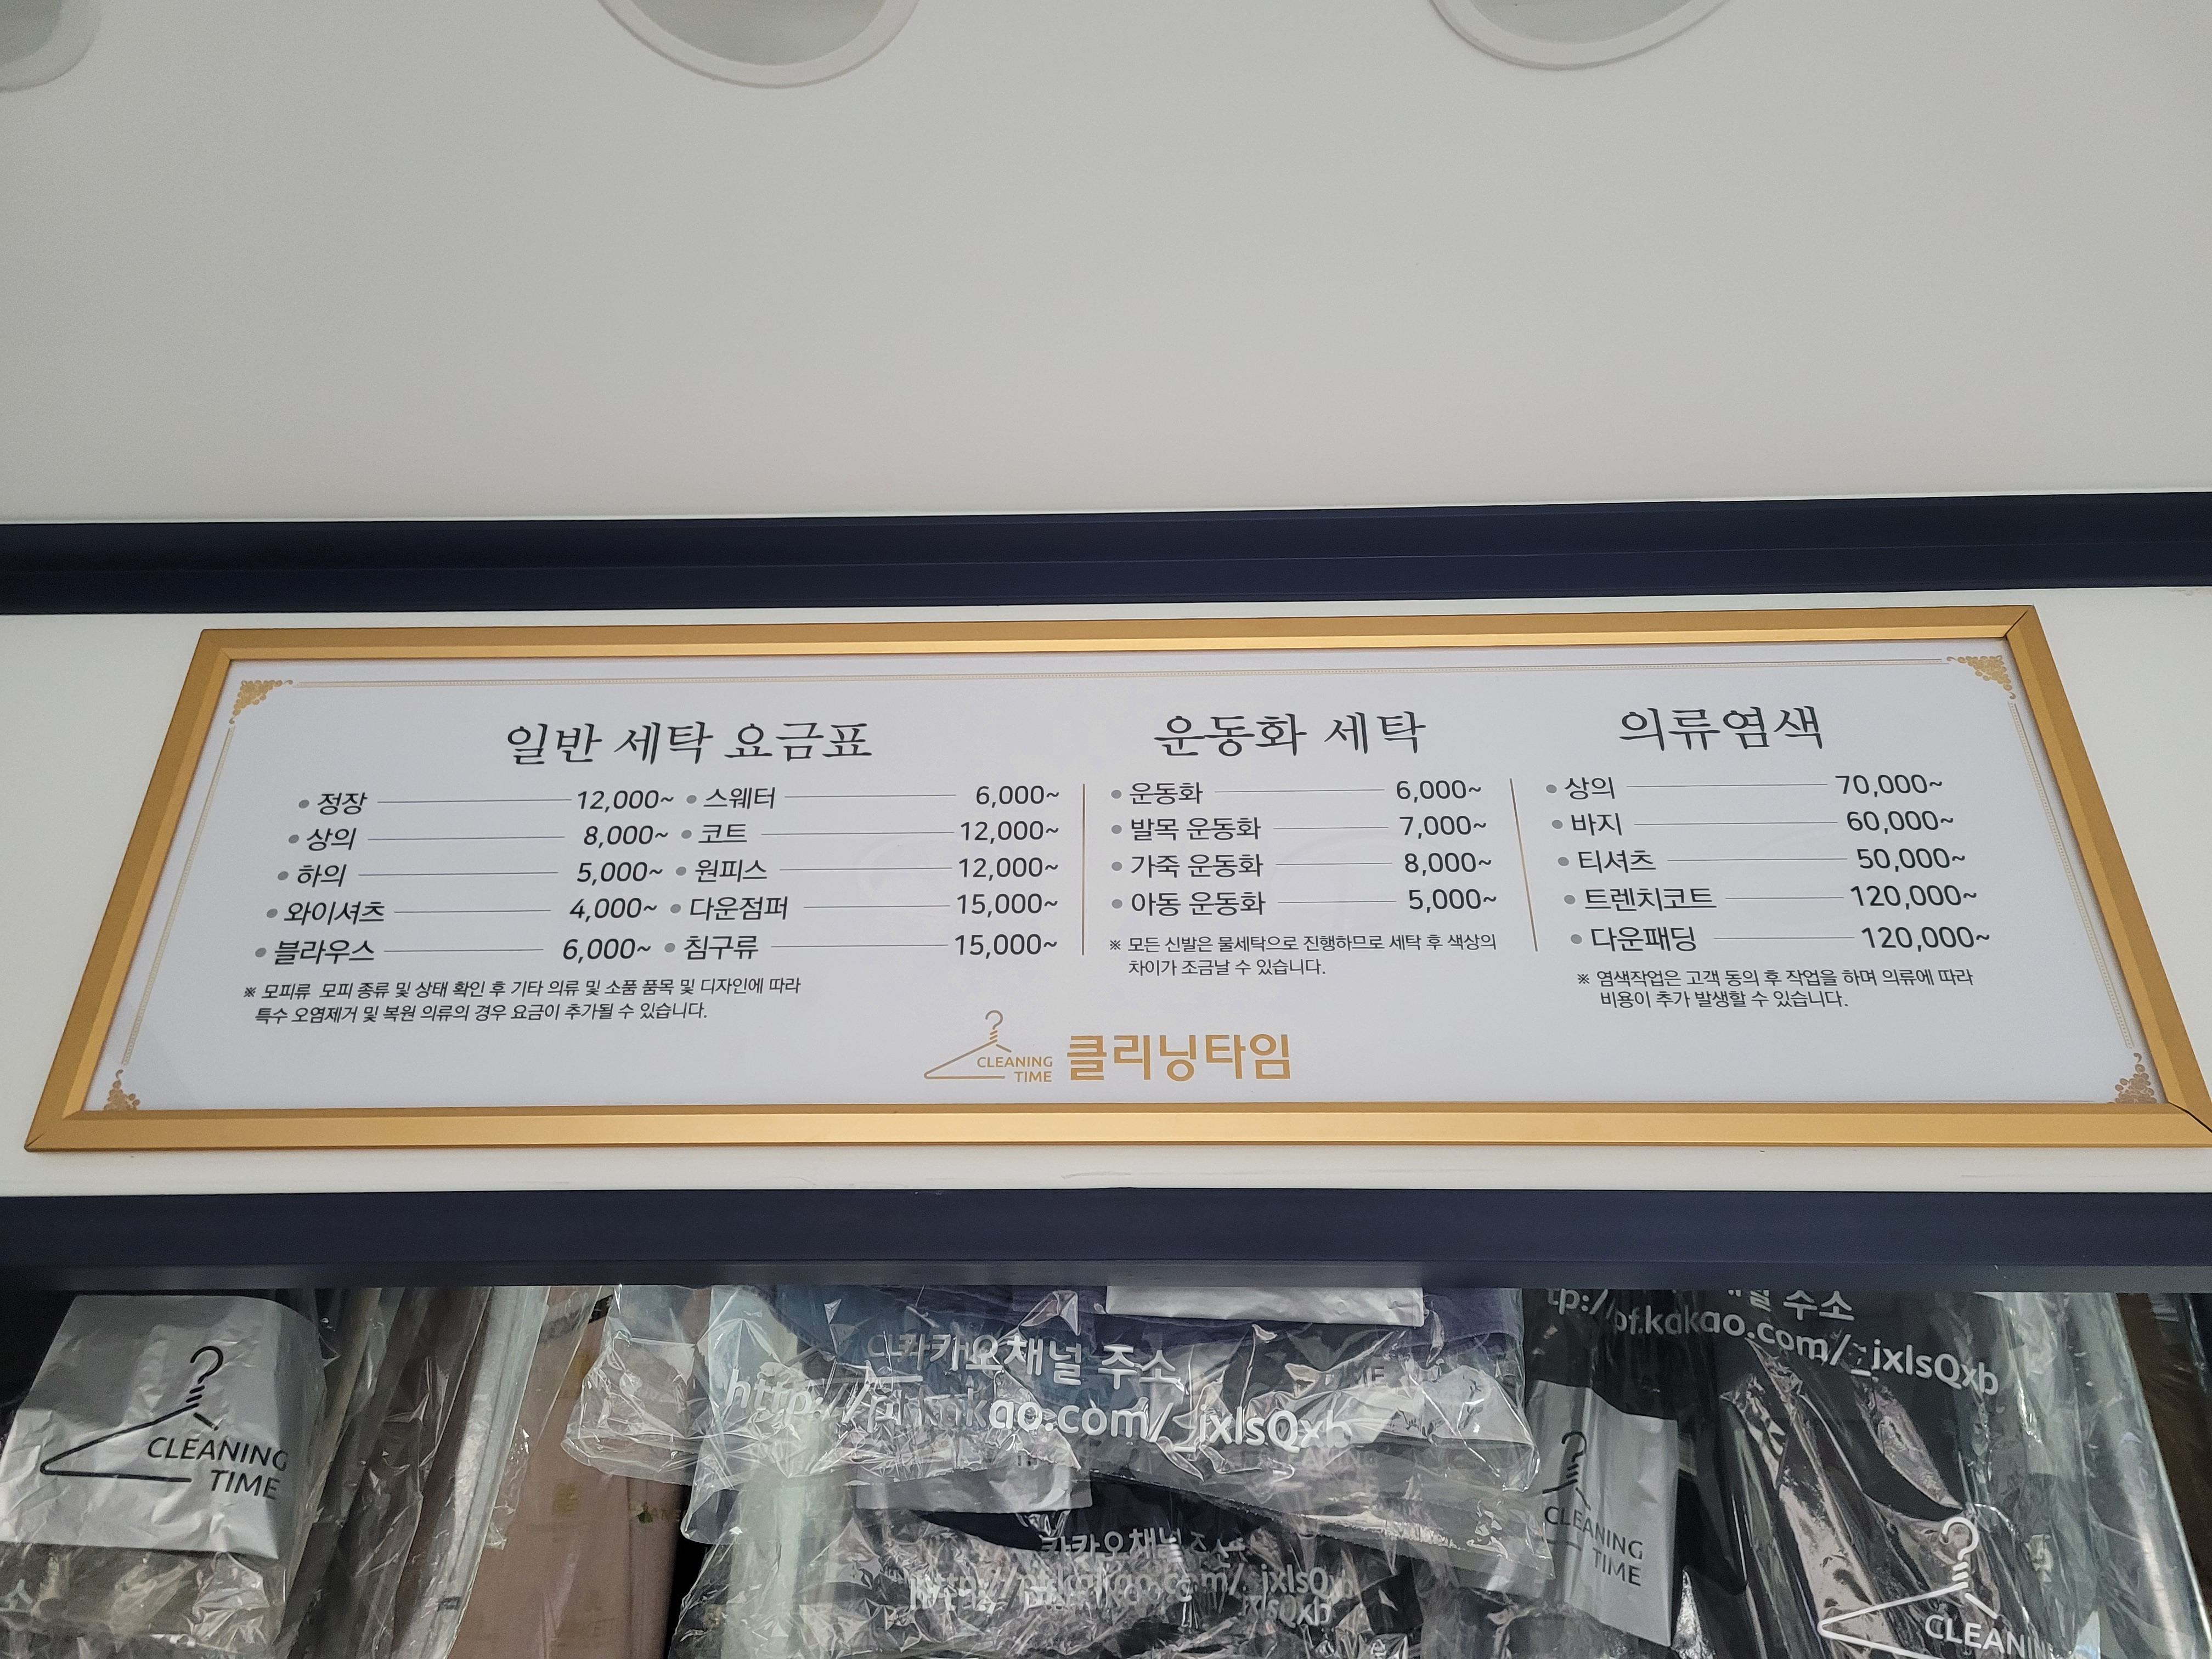 일반 세탁 요금표
정장 12,000~
상의 8,000~
하의 5,000~
와이셔츠 4,000~
블라우스 6,000~
스웨터 6,000~
코트 12,000~
원피스 12,000~
다운점퍼 15,000~
침구류 15,000~
※ 모피류 모피 종류 및 상태 확인 후 기타 의류 및 소품 품목 및 디자인에 따라
특수 오염제거 및 복원 의류의 경우 요금이 추가될 수 있습니다.
운동화 세탁
운동화 6,000~
발목 운동화 7,000~
가죽 운동화 8,000~
아동 운동화 5,000~
※ 모든 신발은 물세탁으로 진행하므로 세탁 후 색상의
차이가 조금날 수 있습니다.
의류염색
상의 70,000~
바지 60,000~
티셔츠 50,000~
트렌치코트 120,000~
다운패딩 120,000~
※ 염색작업은 고객 동의 후 작업을 하며 의류에 따라
비용이 추가 발생할 수 있습니다.
CLEANING
TIME
클리닝타임
CLEANING
TIME
카카오채널 주소
주소
pf.kakao.com/_jxlsQxb
CLEANING
TIME
카카오채널